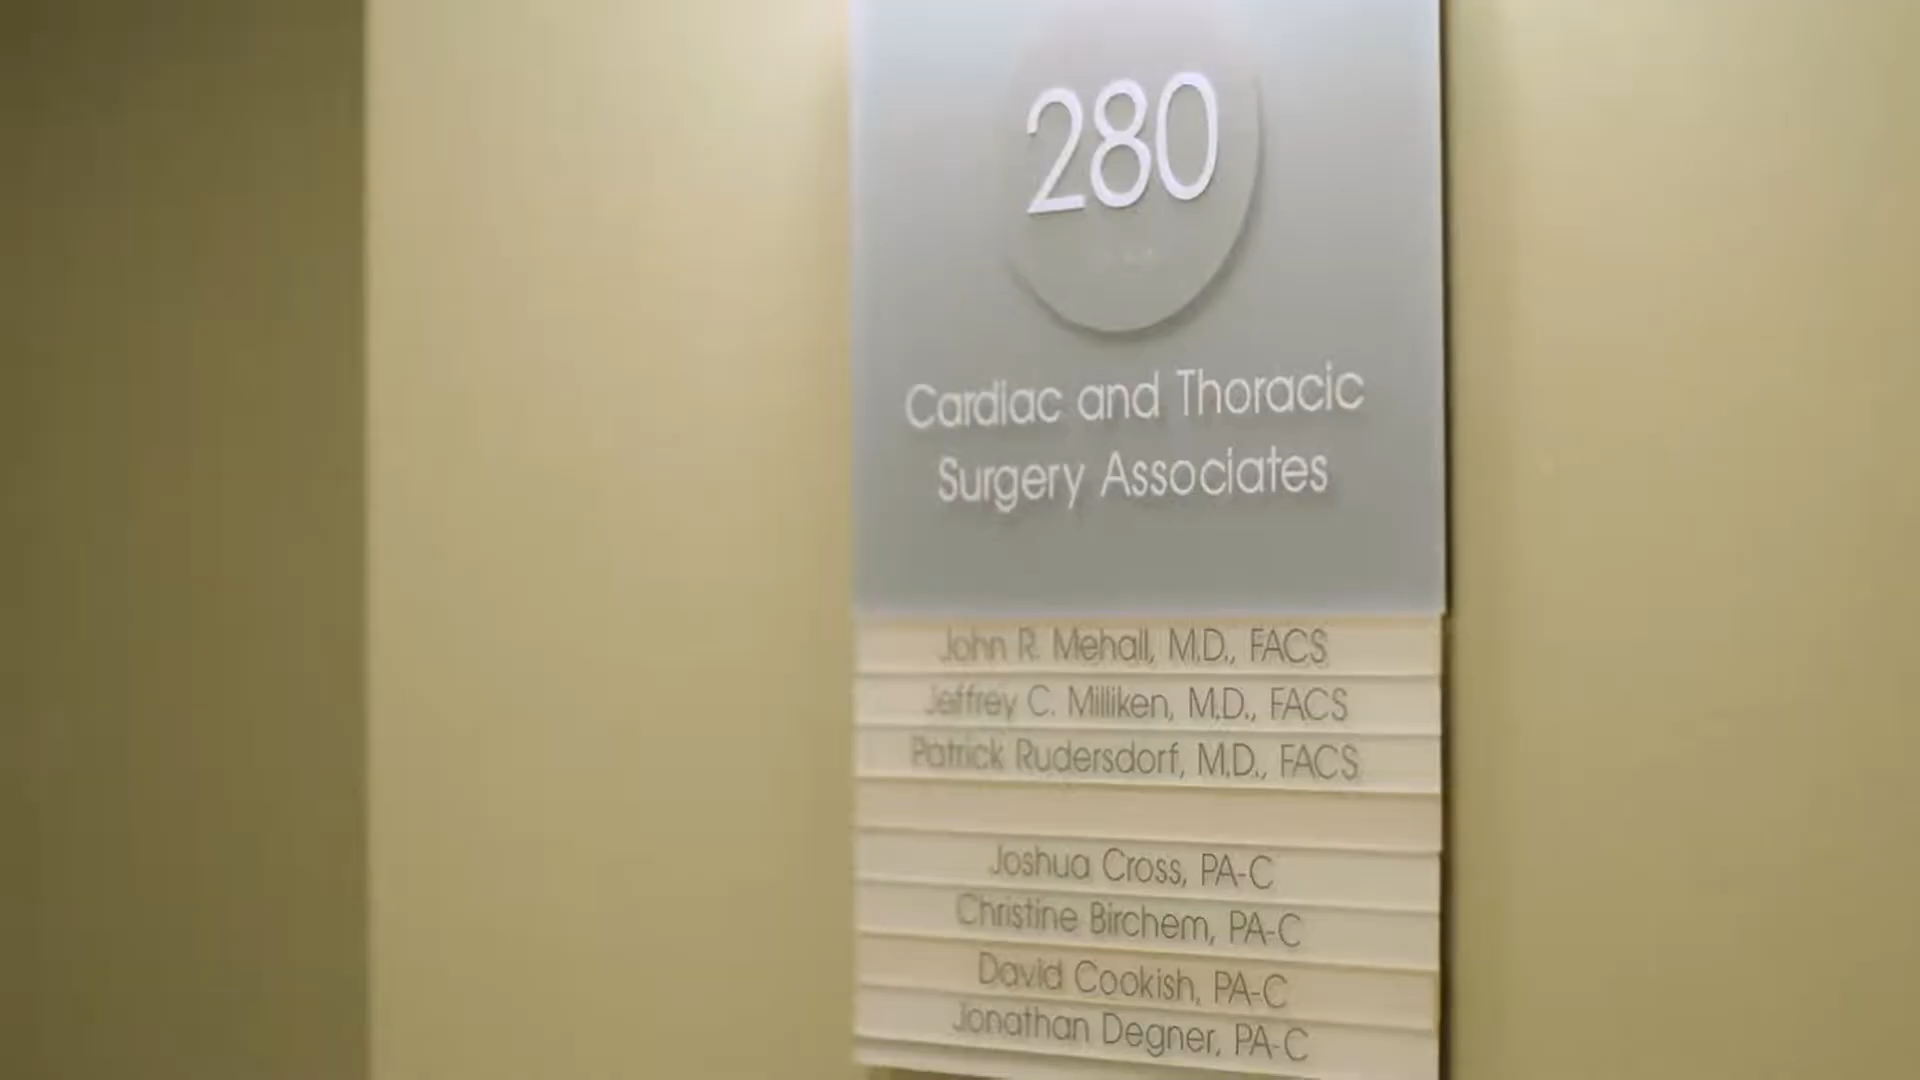 280
Cardiac and Thoracic
Surgery Associates
John R. Mehall, M.D., FACS
Jeffrey C. Milliken, M.D., FACS
Patrick Rudersdorf, M.D., FACS
Joshua Cross, PA-C
Christine Birchem, PA-C
David Cookish, PA-C
Jonathan Degner, PA-C